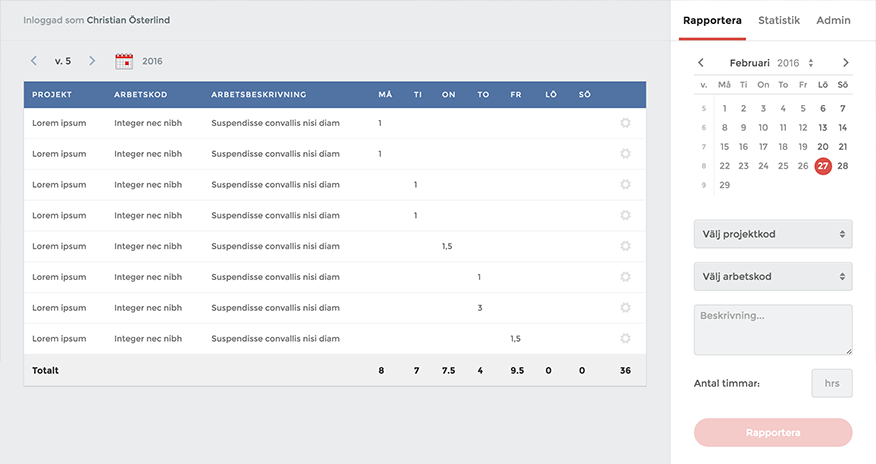 Inloggad som Christian Österlind
v. 5 2016
PROJEKT ARBETSKOD ARBETSBESKRIVNING MÅ TI ON TO FR LÖ SÖ
Lorem ipsum Integer nec nibh Suspendisse convallis nisi diam 1
Lorem ipsum Integer nec nibh Suspendisse convallis nisi diam 1
Lorem ipsum Integer nec nibh Suspendisse convallis nisi diam 1
Lorem ipsum Integer nec nibh Suspendisse convallis nisi diam 1
Lorem ipsum Integer nec nibh Suspendisse convallis nisi diam 1,5
Lorem ipsum Integer nec nibh Suspendisse convallis nisi diam 1
Lorem ipsum Integer nec nibh Suspendisse convallis nisi diam 3
Lorem ipsum Integer nec nibh Suspendisse convallis nisi diam 1,5
Totalt 8 7 7.5 4 9.5 0 0 36
Rapportera Statistik Admin
Februari 2016
v. Må Ti On To Fr Lö Sö
5 1 2 3 4 5 6 7
6 8 9 10 11 12 13 14
7 15 16 17 18 19 20 21
8 22 23 24 25 26 27 28
9 29
Välj projektkod
Välj arbetskod
Beskrivning...
Antal timmar: hrs
Rapportera